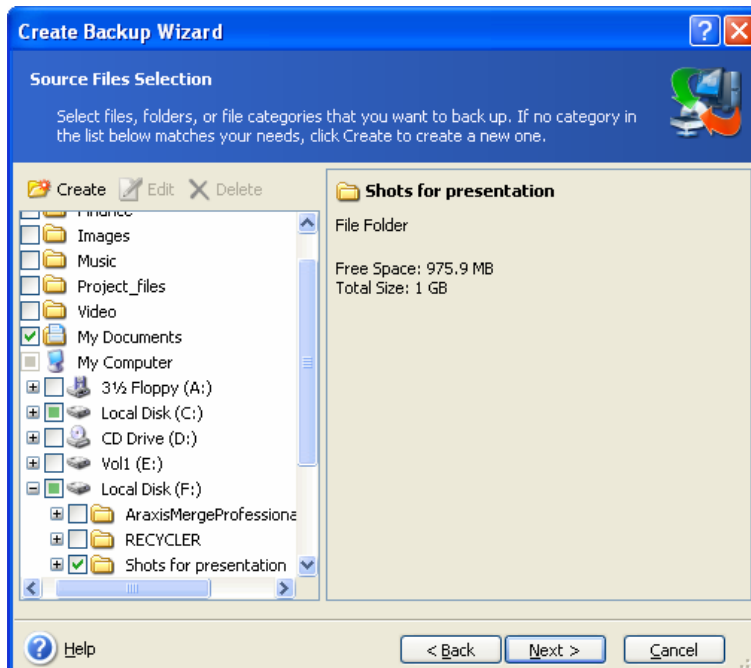 Create Backup Wizard
Source Files Selection
Select files, folders, or file categories that you want to back up. If no category in
the list below matches your needs, click Create to create a new one.
Create Edit Delete
Finance
Images
Music
Project_files
Video
My Documents
My Computer
3½ Floppy (A:)
Local Disk (C:)
CD Drive (D:)
Vol1 (E:)
Local Disk (F:)
AraxisMergeProfessiona
RECYCLER
Shots for presentation
Shots for presentation
File Folder
Free Space: 975.9 MB
Total Size: 1 GB
Help
< Back
Next >
Cancel